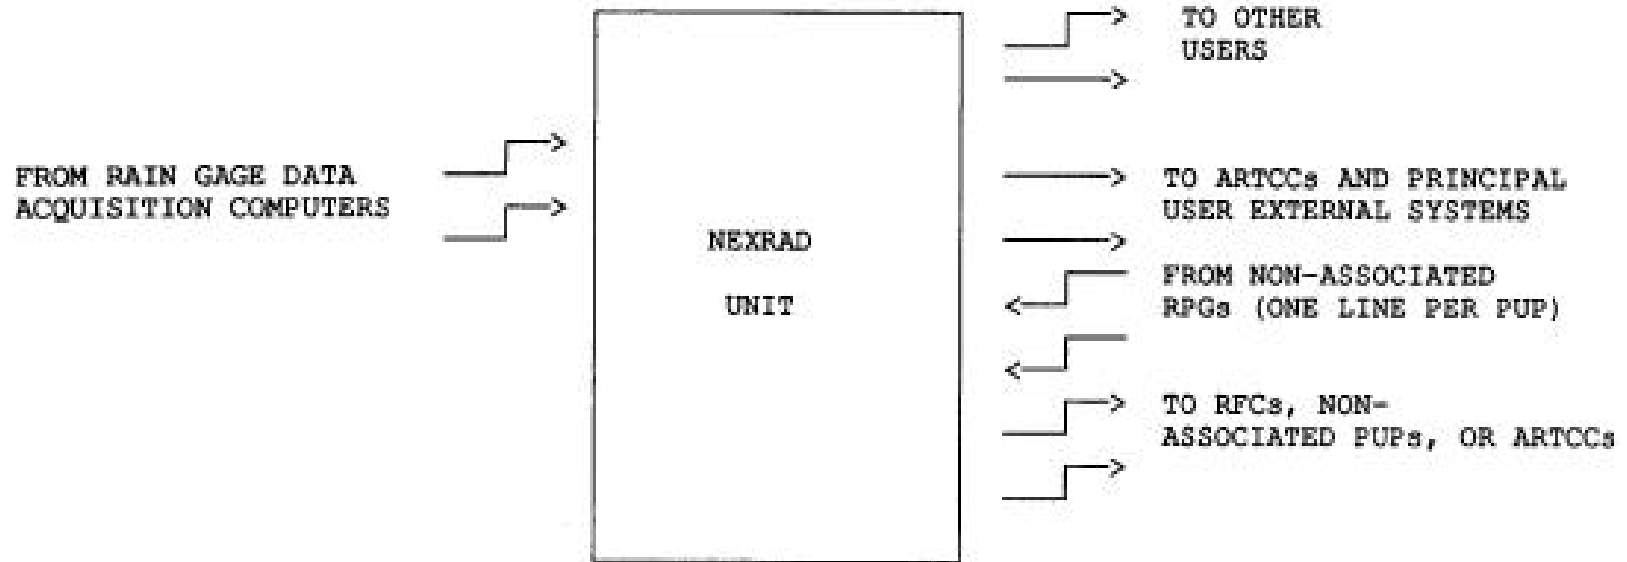 TO OTHER
USERS
FROM RAIN GAGE DATA
ACQUISITION COMPUTERS
NEXRAD
UNIT
TO ARTCCs AND PRINCIPAL
USER EXTERNAL SYSTEMS
FROM NON-ASSOCIATED
RPGs (ONE LINE PER PUP)
TO RFCs, NON-
ASSOCIATED PUPs, OR ARTCCs